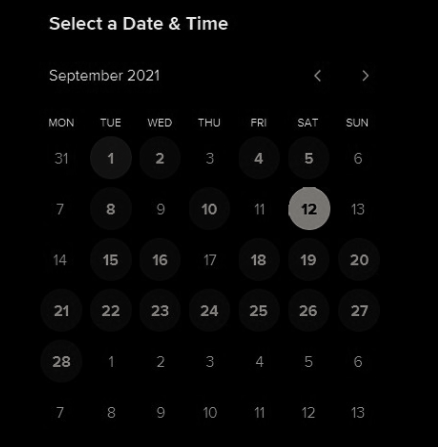 Select a Date & Time
September 2021
MON TUE WED THU FRI SAT SUN
31 1 2 3 4 5 6
7 8 9 10 11 12 13
14 15 16 17 18 19 20
21 22 23 24 25 26 27
28 1 2 3 4 5 6
7 8 9 10 11 12 13